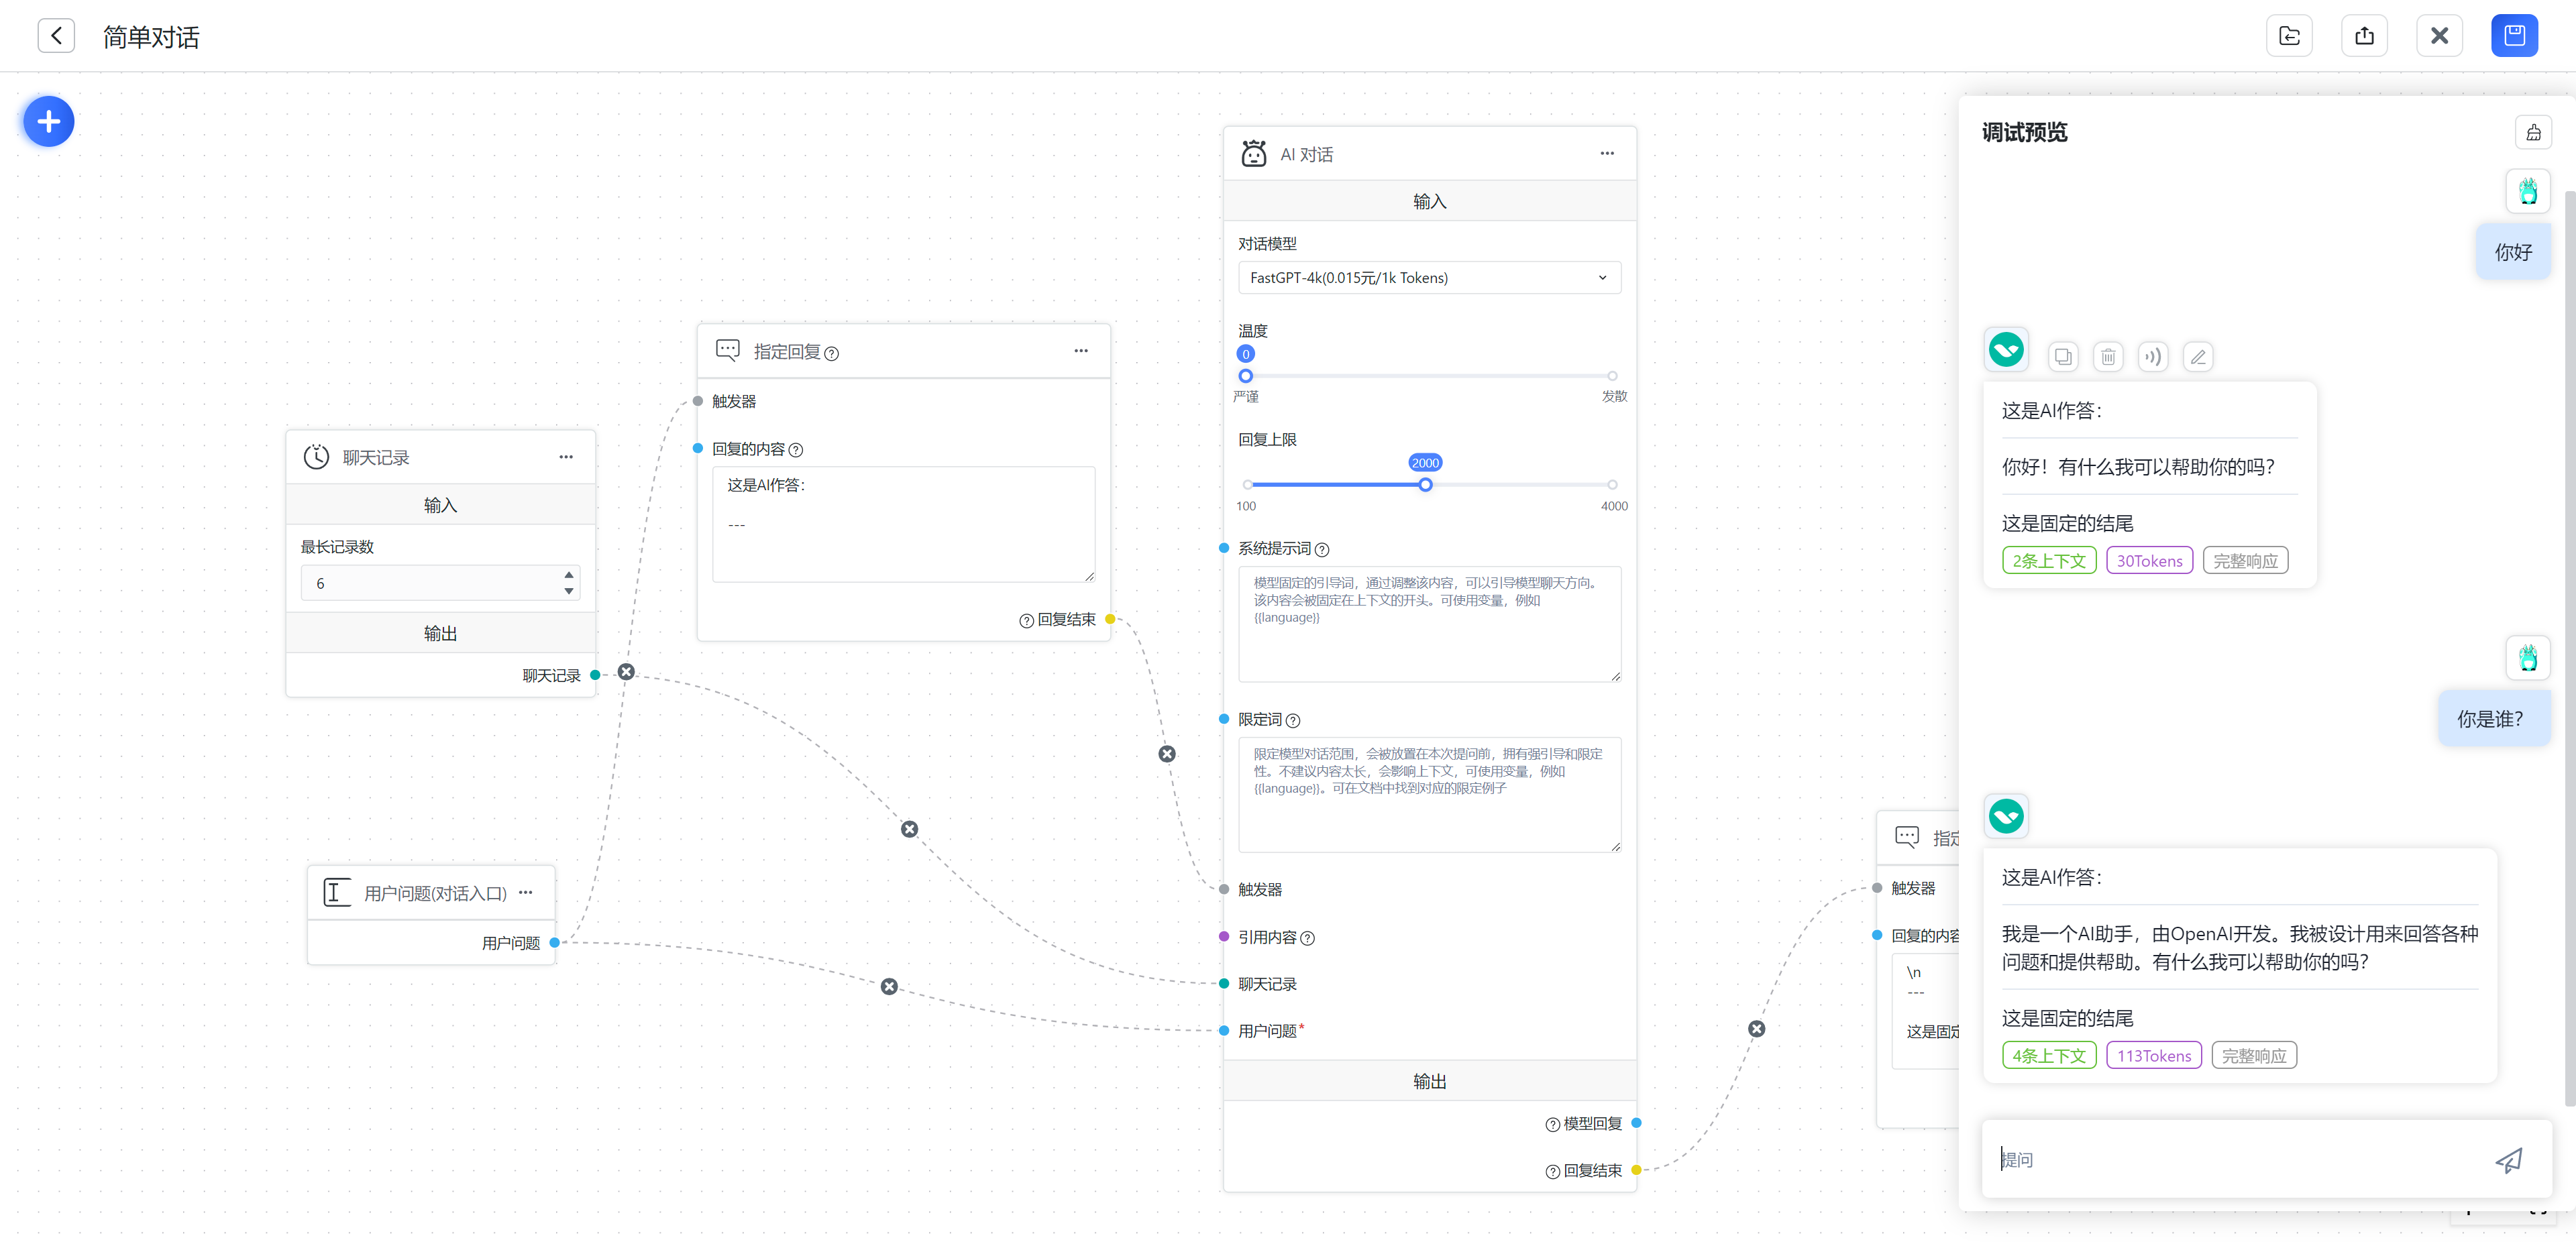 简单对话
聊天记录
输入
最长记录数
6
输出
聊天记录
用户问题(对话入口)
用户问题
指定回复
触发器
回复的内容
这是AI作答：
---
回复结束
AI 对话
输入
对话模型
FastGPT-4k(0.015元/1k Tokens)
温度
0
严谨 发散
回复上限
2000
100 4000
系统提示词
模型固定的引导词，通过调整该内容，可以引导模型聊天方向。
该内容会被固定在上下文的开头。可使用变量，例如
{{language}}
限定词
限定模型对话范围，会被放置在本次提问前，拥有强引导和限定
性。不建议内容太长，会影响上下文，可使用变量，例如
{{language}}。可在文档中找到对应的限定例子
触发器
引用内容
聊天记录
用户问题*
输出
模型回复
回复结束
指定
触发器
回复的内容
\n
---
这是固定
调试预览
你好
这是AI作答：
你好！有什么我可以帮助你的吗？
这是固定的结尾
2条上下文 30Tokens 完整响应
你是谁？
这是AI作答：
我是一个AI助手，由OpenAI开发。我被设计用来回答各种
问题和提供帮助。有什么我可以帮助你的吗？
这是固定的结尾
4条上下文 113Tokens 完整响应
提问